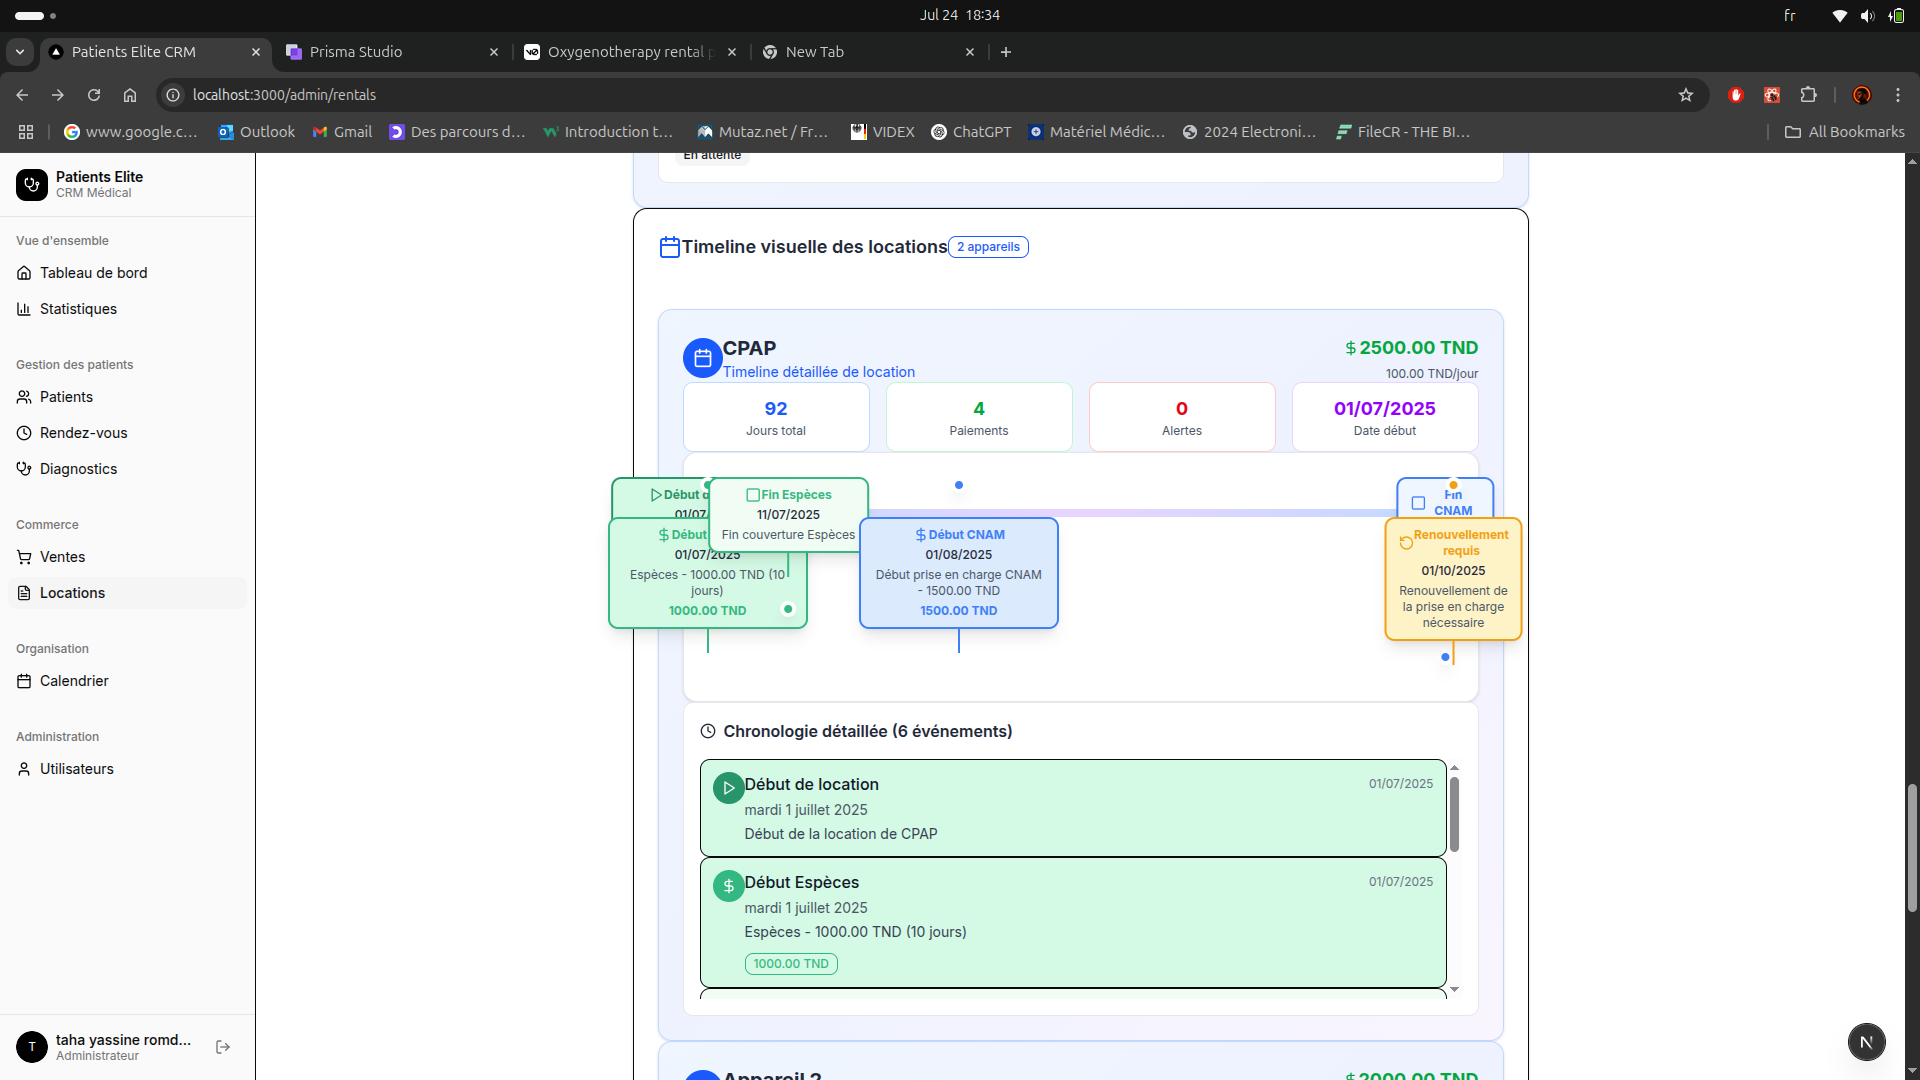 Jul 24 18:34
fr
Patients Elite CRM
Prisma Studio
Oxygenotherapy rental p
New Tab
localhost:3000/admin/rentals
www.google.c...
Outlook
Gmail
Des parcours d...
Introduction t...
Mutaz.net / Fr...
VIDEX
ChatGPT
Matériel Médic...
2024 Electroni...
FileCR - THE BI...
All Bookmarks
Patients Elite
CRM Médical
Vue d'ensemble
Tableau de bord
Statistiques
Gestion des patients
Patients
Rendez-vous
Diagnostics
Commerce
Ventes
Locations
Organisation
Calendrier
Administration
Utilisateurs
T
taha yassine romd...
Administrateur
En attente
Timeline visuelle des locations
2 appareils
CPAP
Timeline détaillée de location
$ 2500.00 TND
100.00 TND/jour
92
Jours total
4
Paiements
0
Alertes
01/07/2025
Date début
Début d
01/07/
Fin Espèces
11/07/2025
Fin couverture Espèces
$ Début
01/07/2025
Espèces - 1000.00 TND (10
jours)
1000.00 TND
$ Début CNAM
01/08/2025
Début prise en charge CNAM
- 1500.00 TND
1500.00 TND
Fin
CNAM
Renouvellement
requis
01/10/2025
Renouvellement de
la prise en charge
nécessaire
Chronologie détaillée (6 événements)
Début de location
01/07/2025
mardi 1 juillet 2025
Début de la location de CPAP
$
Début Espèces
01/07/2025
mardi 1 juillet 2025
Espèces - 1000.00 TND (10 jours)
1000.00 TND
Appareil 2
$ 2000.00 TND
N